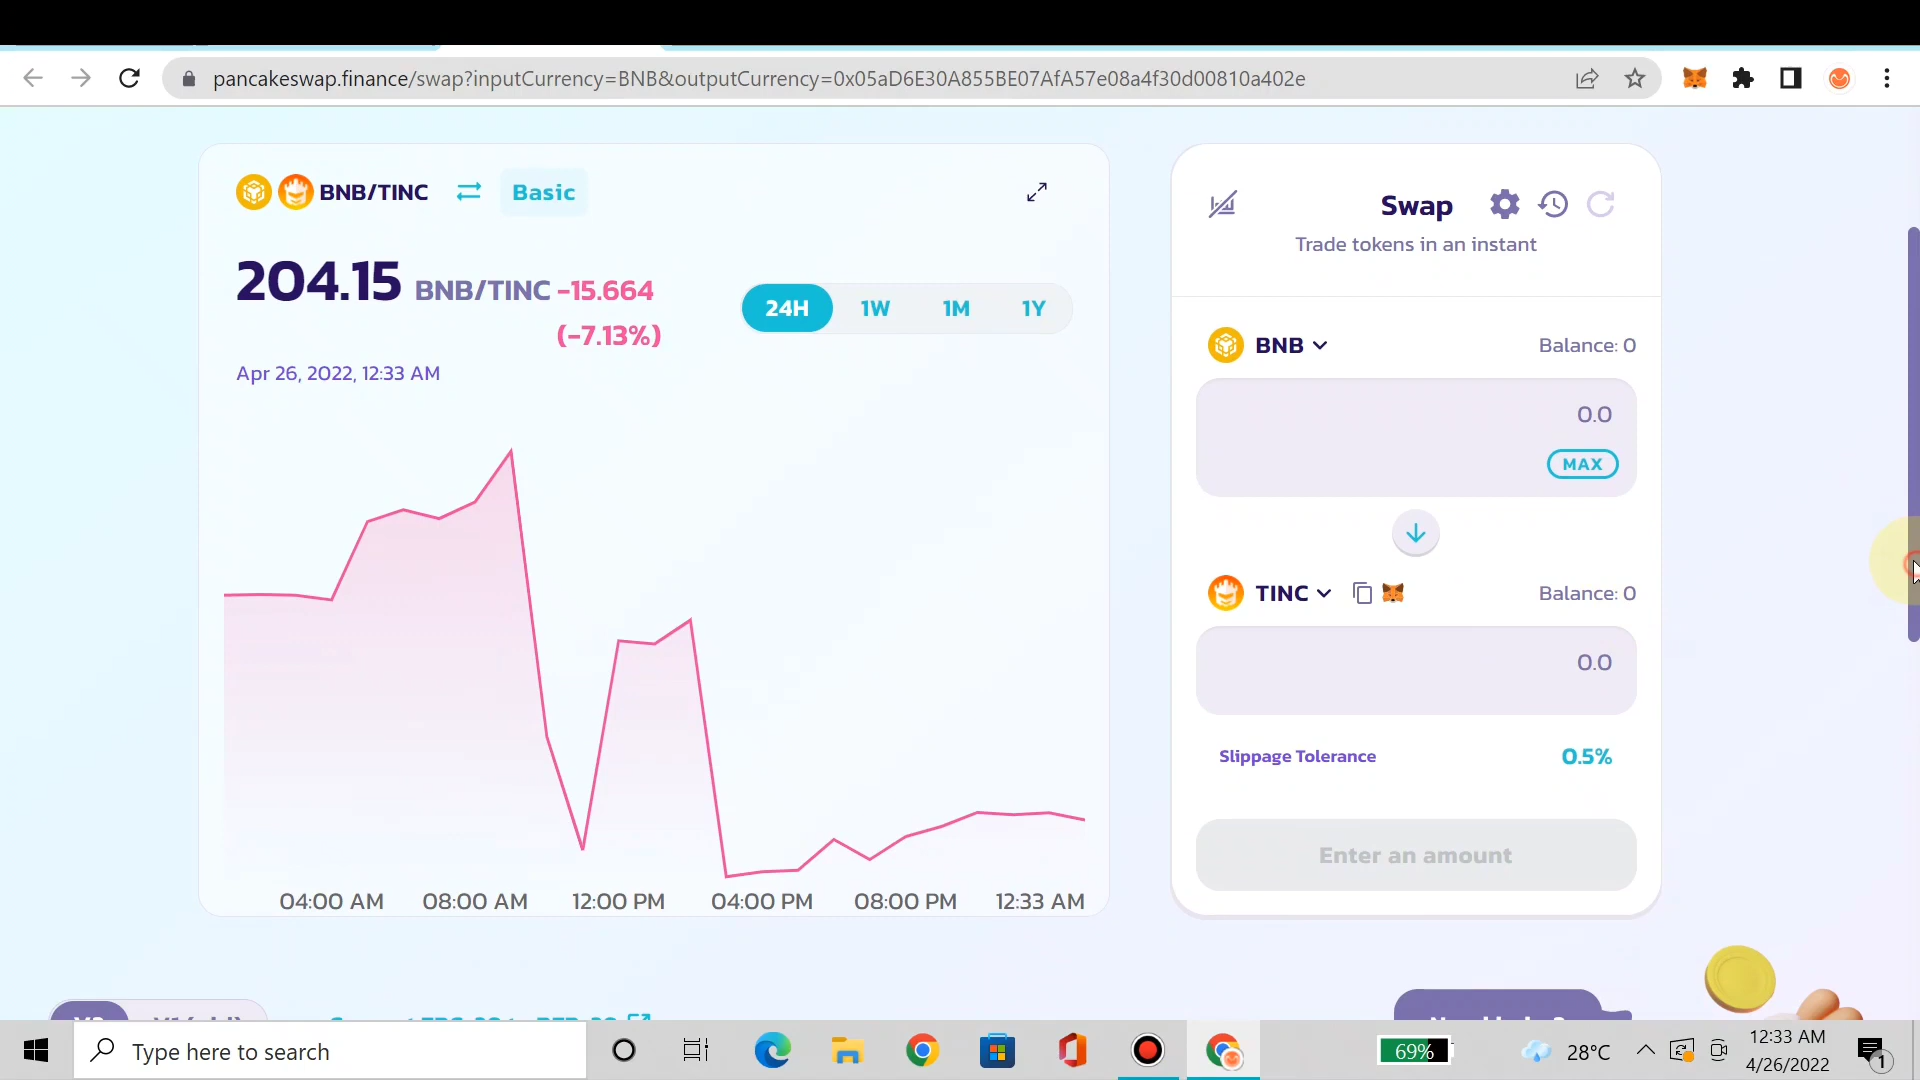 pancakeswap.finance/swap?inputCurrency=BNB&outputCurrency=0x05aD6E30A855BE07AfA57e08a4f30d00810a402e
BNB/TINC
Basic
204.15 BNB/TINC -15.664
(-7.13%)
24H 1W 1M 1Y
Apr 26, 2022, 12:33 AM
04:00 AM 08:00 AM 12:00 PM 04:00 PM 08:00 PM 12:33 AM
Swap
Trade tokens in an instant
BNB Balance: 0
0.0
MAX
TINC Balance: 0
0.0
Slippage Tolerance 0.5%
Enter an amount
Type here to search
69%
28°C
12:33 AM
4/26/2022
1